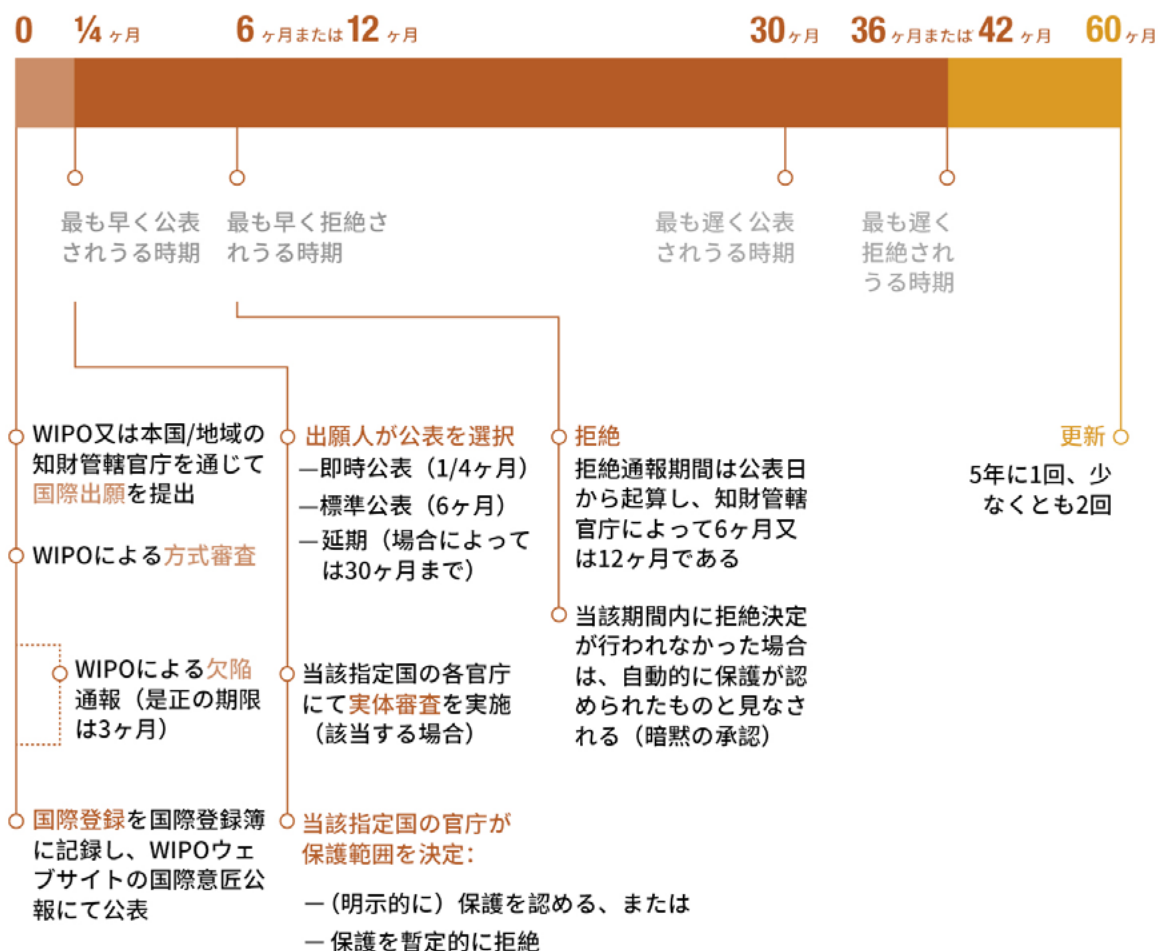 0 ¼ ヶ月 6 ヶ月または 12 ヶ月 30 ヶ月 36 ヶ月または 42 ヶ月 60 ヶ月
最も早く公表
されうる時期
最も早く拒絶さ
れうる時期
最も遅く公表
されうる時期
最も遅く
拒絶され
うる時期
WIPO又は本国/地域の
知財管轄官庁を通じて
国際出願を提出
WIPOによる方式審査
WIPOによる欠陥
通報（是正の期限
は3ヶ月）
国際登録を国際登録簿
に記録し、WIPOウェ
ブサイトの国際意匠公
報にて公表
出願人が公表を選択
—即時公表（1/4ヶ月）
—標準公表（6ヶ月）
—延期（場合によって
は30ヶ月まで）
当該指定国の各官庁
にて実体審査を実施
（該当する場合）
当該指定国の官庁が
保護範囲を決定：
—（明示的に）保護を認める、または
— 保護を暫定的に拒絶
拒絶
拒絶通報期間は公表日
から起算し、知財管轄
官庁によって6ヶ月又
は12ヶ月である
当該期間内に拒絶決定
が行われなかった場合
は、自動的に保護が認
められたものと見なさ
れる（暗黙の承認）
更新
5年に1回、少
なくとも2回